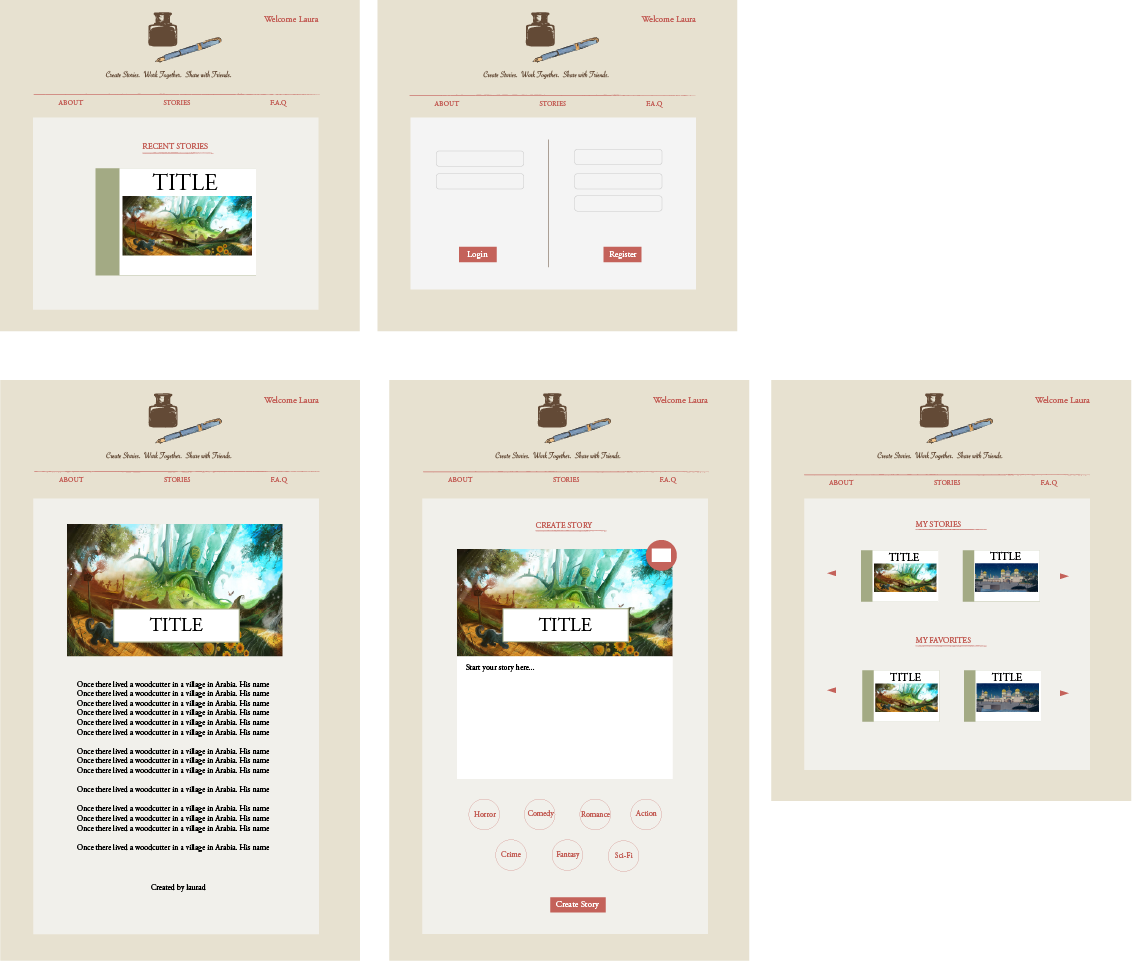 Welcome Laura
Create Stories. Work Together. Share with Friends.
ABOUT STORIES F.A.Q
RECENT STORIES
TITLE
Welcome Laura
Create Stories. Work Together. Share with Friends.
ABOUT STORIES F.A.Q
Login Register
Welcome Laura
Create Stories. Work Together. Share with Friends.
ABOUT STORIES F.A.Q
TITLE
Once there lived a woodcutter in a village in Arabia. His name
Once there lived a woodcutter in a village in Arabia. His name
Once there lived a woodcutter in a village in Arabia. His name
Once there lived a woodcutter in a village in Arabia. His name
Once there lived a woodcutter in a village in Arabia. His name
Once there lived a woodcutter in a village in Arabia. His name
Once there lived a woodcutter in a village in Arabia. His name
Once there lived a woodcutter in a village in Arabia. His name
Once there lived a woodcutter in a village in Arabia. His name
Once there lived a woodcutter in a village in Arabia. His name
Once there lived a woodcutter in a village in Arabia. His name
Once there lived a woodcutter in a village in Arabia. His name
Once there lived a woodcutter in a village in Arabia. His name
Once there lived a woodcutter in a village in Arabia. His name
Created by laurad
Welcome Laura
Create Stories. Work Together. Share with Friends.
ABOUT STORIES F.A.Q
CREATE STORY
TITLE
Start your story here...
Horror Comedy Romance Action
Crime Fantasy Sci-Fi
Create Story
Welcome Laura
Create Stories. Work Together. Share with Friends.
ABOUT STORIES F.A.Q
MY STORIES
TITLE TITLE
MY FAVORITES
TITLE TITLE